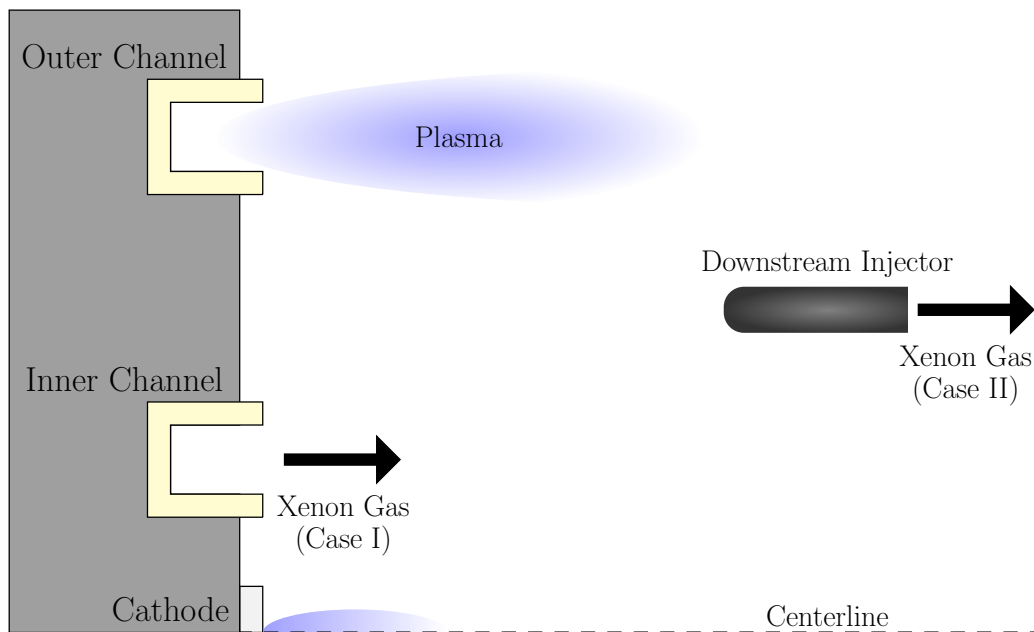 Outer Channel
Plasma
Downstream Injector
Xenon Gas
(Case II)
Inner Channel
Xenon Gas
(Case I)
Cathode
Centerline